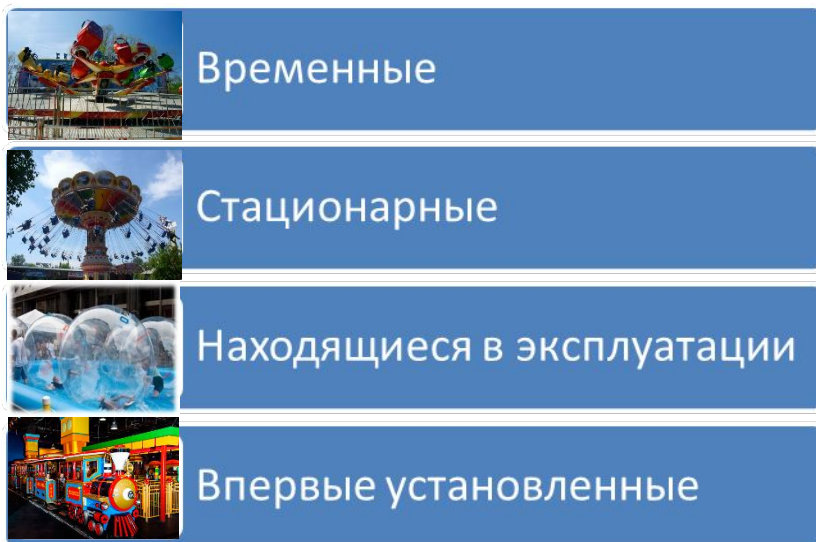 Временные
Стационарные
Находящиеся в эксплуатации
Впервые установленные